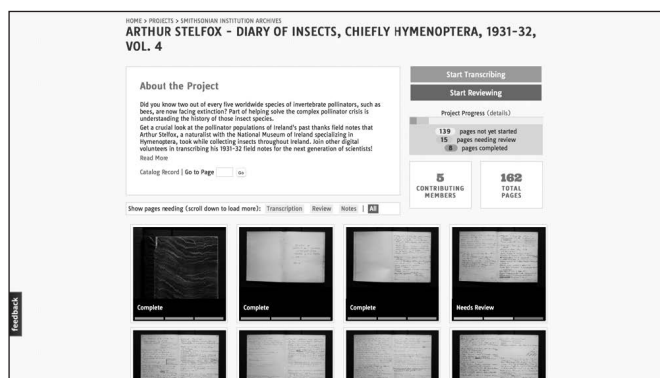 HOME > PROJECTS > SMITHSONIAN INSTITUTION ARCHIVES
ARTHUR STELFOX - DIARY OF INSECTS, CHIEFLY HYMENOPTERA, 1931-32,
VOL. 4
About the Project
Did you know two out of every five worldwide species of invertebrate pollinators, such as
bees, are now facing extinction? Part of helping solve the complex pollinator crisis is
understanding the history of those insect species.
Get a crucial look at the pollinator populations of Ireland's past thanks field notes that
Arthur Stelfox, a naturalist with the National Museum of Ireland specializing in
Hymenoptera, took while collecting insects throughout Ireland. Join other digital
volunteers in transcribing his 1931-32 field notes for the next generation of scientists!
Read More
Catalog Record | Go to Page Go
Start Transcribing
Start Reviewing
Project Progress (details)
139 pages not yet started
15 pages needing review
8 pages completed
5
CONTRIBUTING
MEMBERS
162
TOTAL
PAGES
Show pages needing (scroll down to load more): Transcription Review Notes | All
Complete
Complete
Complete
Needs Review
feedback